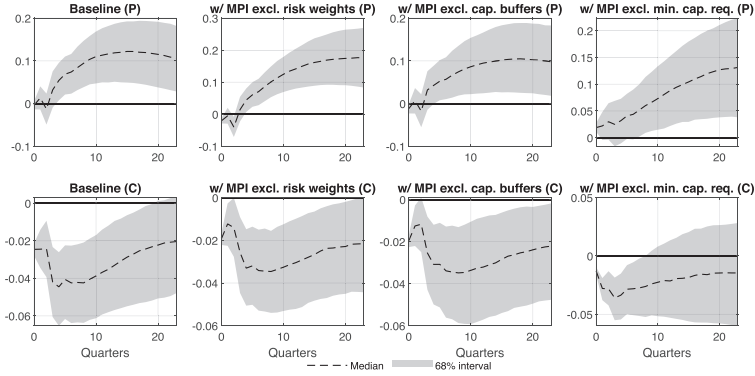 Baseline (P)
w/ MPI excl. risk weights (P)
w/ MPI excl. cap. buffers (P)
w/ MPI excl. min. cap. req. (P)
0.2
0.1
0
-0.1
0 10 20
0.3
0.2
0.1
0
-0.1
0 10 20
0.2
0.1
0
-0.1
0 10 20
0.2
0.15
0.1
0.05
0
0 10 20
Baseline (C)
w/ MPI excl. risk weights (C)
w/ MPI excl. cap. buffers (C)
w/ MPI excl. min. cap. req. (C)
0
-0.02
-0.04
-0.06
0 10 20
Quarters
0
-0.02
-0.04
-0.06
0 10 20
Quarters
0
-0.02
-0.04
-0.06
0 10 20
Quarters
0.05
0
-0.05
0 10 20
Quarters
Median 68% interval